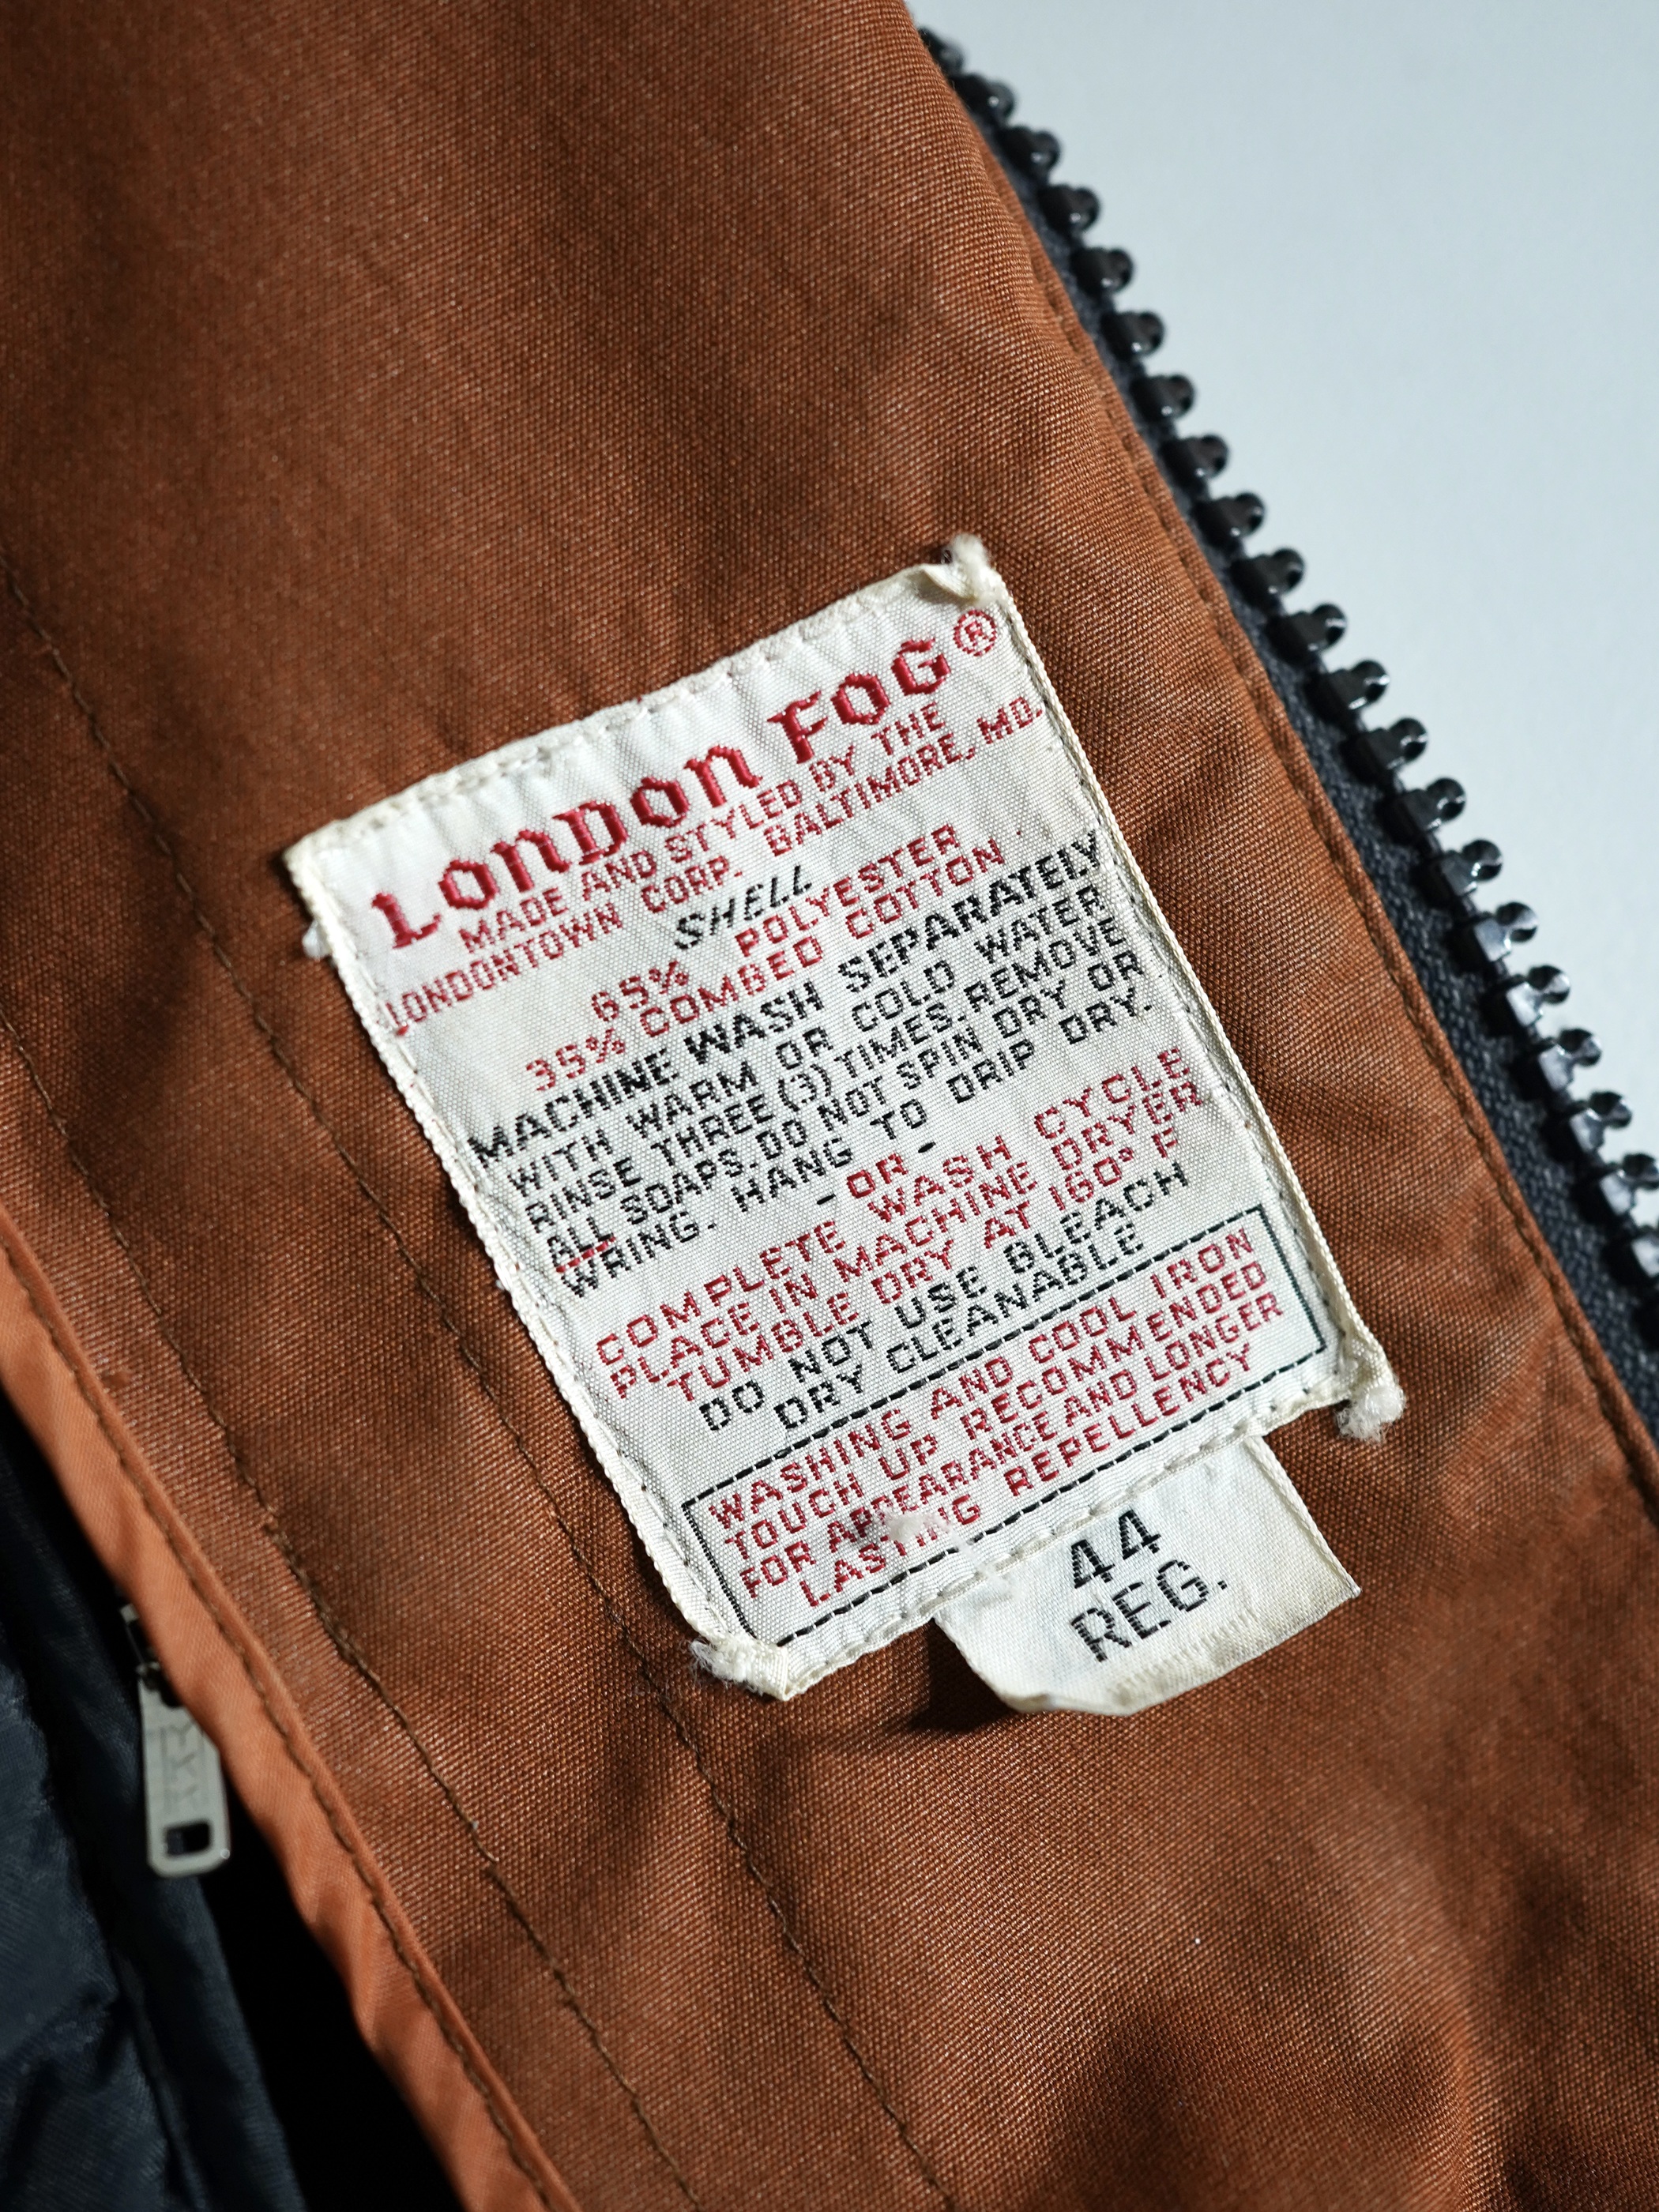 LONDON FOG®
MADE AND STYLED BY THE
LONDONTOWN CORP. BALTIMORE, MD.
SHELL
65% POLYESTER
35% COMBED COTTON
MACHINE WASH SEPARATELY
WITH WARM OR COLD WATER
RINSE THREE (3) TIMES. REMOVE
ALL SOAPS. DO NOT SPIN DRY OR
WRING. HANG TO DRIP DRY.
- OR -
COMPLETE WASH CYCLE
PLACE IN MACHINE DRYER
TUMBLE DRY AT 160° F
DO NOT USE BLEACH
DRY CLEANABLE
WASHING AND COOL IRON
TOUCH UP RECOMMENDED
FOR APPEARANCE AND LONGER
LASTING REPELLENCY
44
REG.